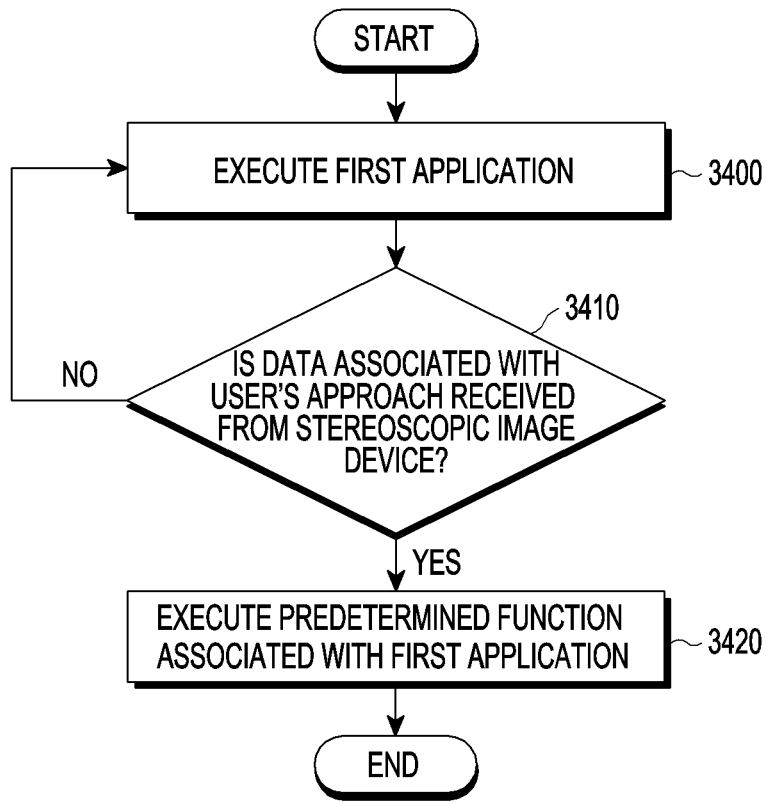 START
EXECUTE FIRST APPLICATION
3400
3410
IS DATA ASSOCIATED WITH
USER'S APPROACH RECEIVED
FROM STEREOSCOPIC IMAGE
DEVICE?
NO
YES
EXECUTE PREDETERMINED FUNCTION
ASSOCIATED WITH FIRST APPLICATION
3420
END